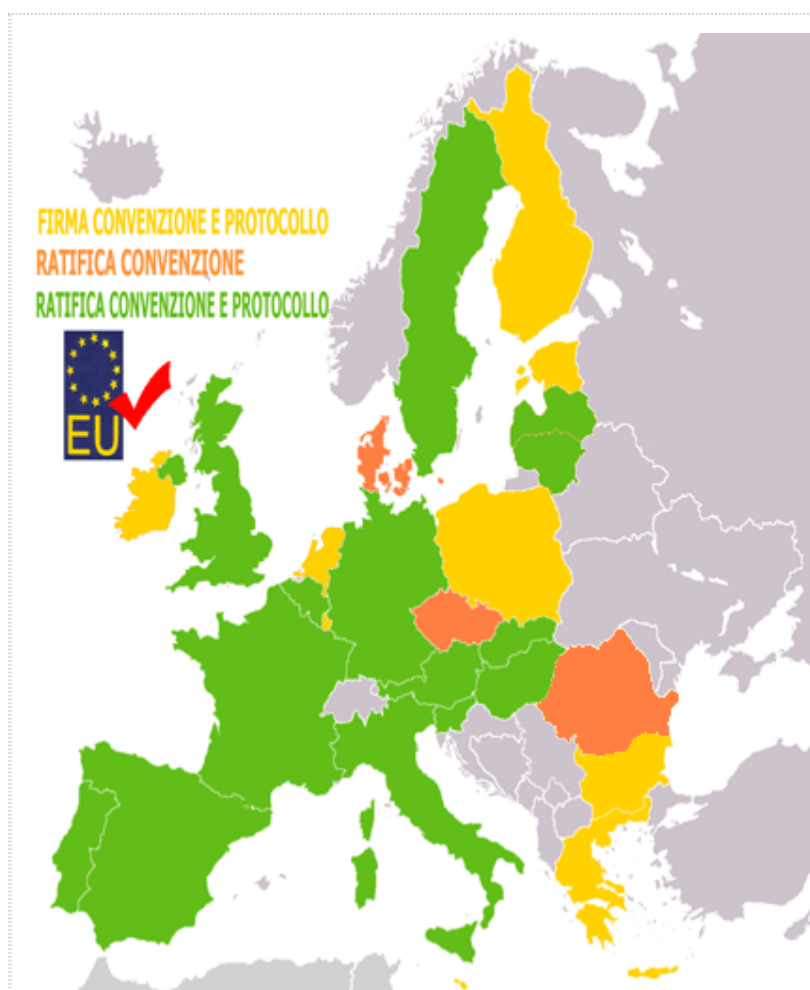 FIRMA CONVENZIONE E PROTOCOLLO
RATIFICA CONVENZIONE
RATIFICA CONVENZIONE E PROTOCOLLO
EU